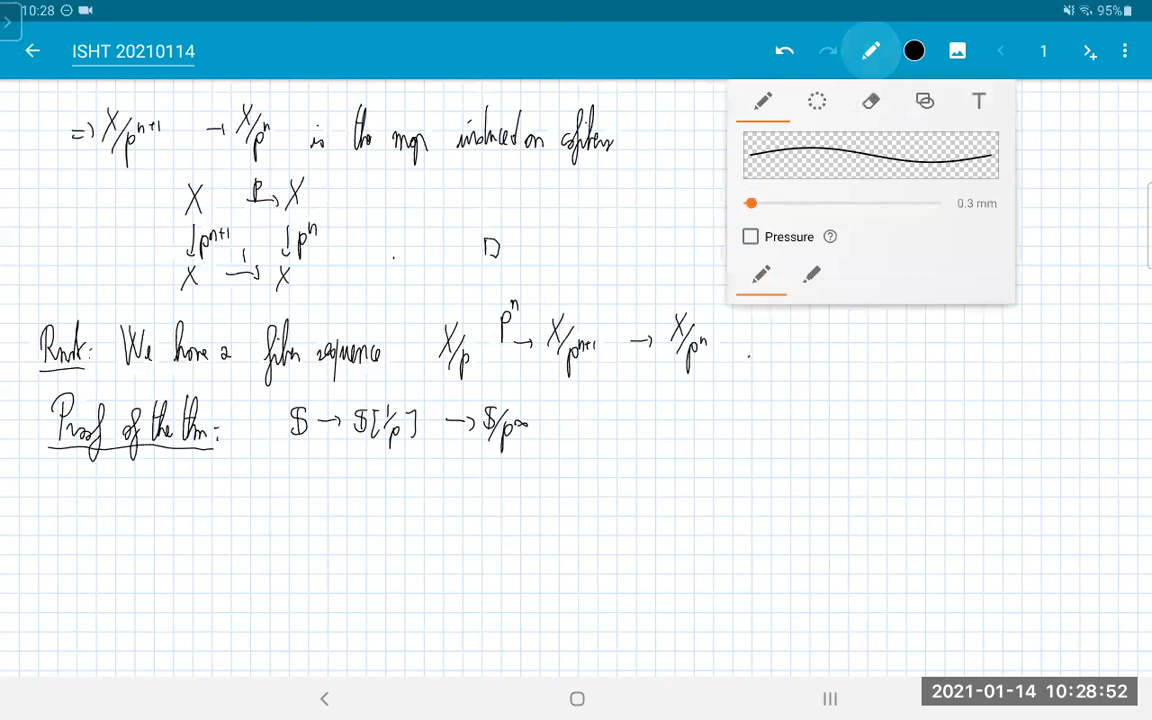 10:28 95%
ISHT 20210114 1 T
0.3 mm
Pressure ?
=> X/p^{n+1} → X/p^n is the map induced on cofibers
X →^p X
↓ p^{n+1} ↓ p^n
X →^1 X . □
Rmk: We have a fiber sequence X/p →^{p^n} X/p^{n+1} → X/p^n .
Proof of the thm: $ → $[1/p] → $/p^∞
2021-01-14 10:28:52